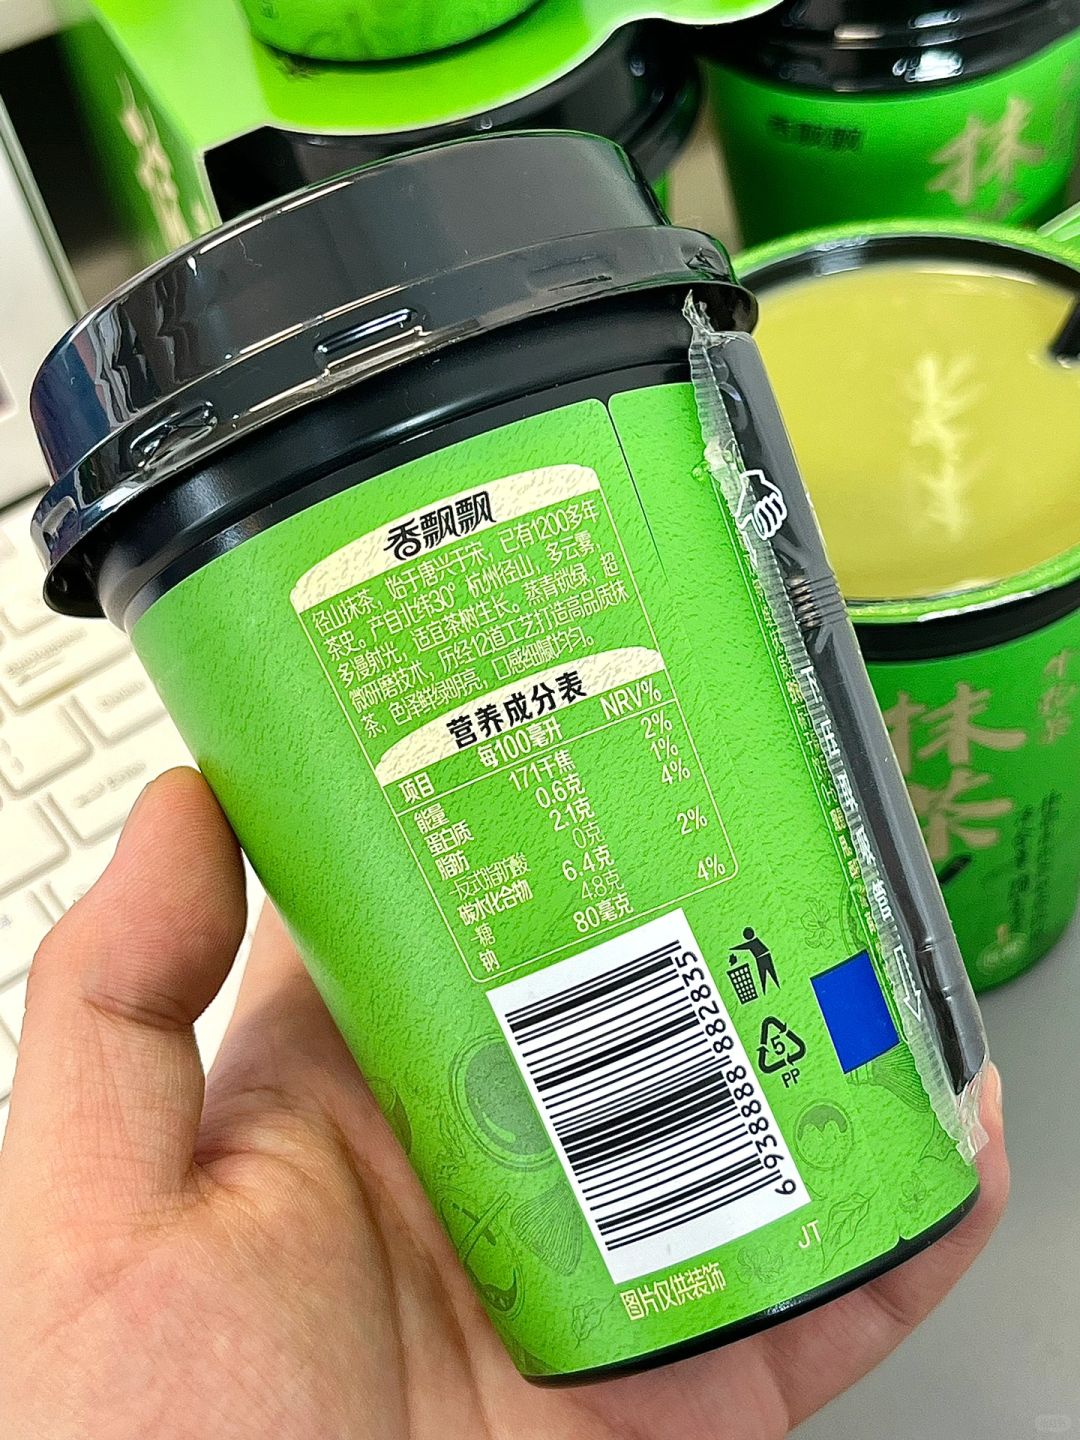 香飘飘
径山抹茶，始于唐兴于宋，已有1200多年
茶史。产自北纬30°杭州径山，多云雾，
多漫射光，适宜茶树生长。蒸青锁绿，超
微研磨技术，历经12道工艺打造高品质抹
茶，色泽鲜绿明亮，口感细腻均匀。
营养成分表
项目 每100毫升 NRV%
能量 171千焦 2%
蛋白质 0.6克 1%
脂肪 2.1克 4%
-反式脂肪酸 0克
碳水化合物 6.4克 2%
-糖 4.8克
钠 80毫克 4%
6938888882835
5
PP
JT
图片仅供装饰
香飘飘
抹
抹茶